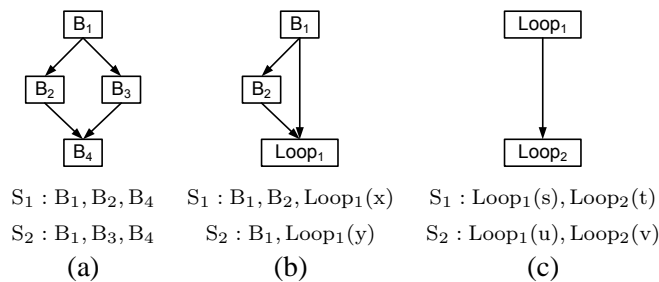 B1 B1 Loop1
B2 B3 B2
B4 Loop1 Loop2
S1 : B1, B2, B4 S1 : B1, B2, Loop1(x) S1 : Loop1(s), Loop2(t)
S2 : B1, B3, B4 S2 : B1, Loop1(y) S2 : Loop1(u), Loop2(v)
(a) (b) (c)